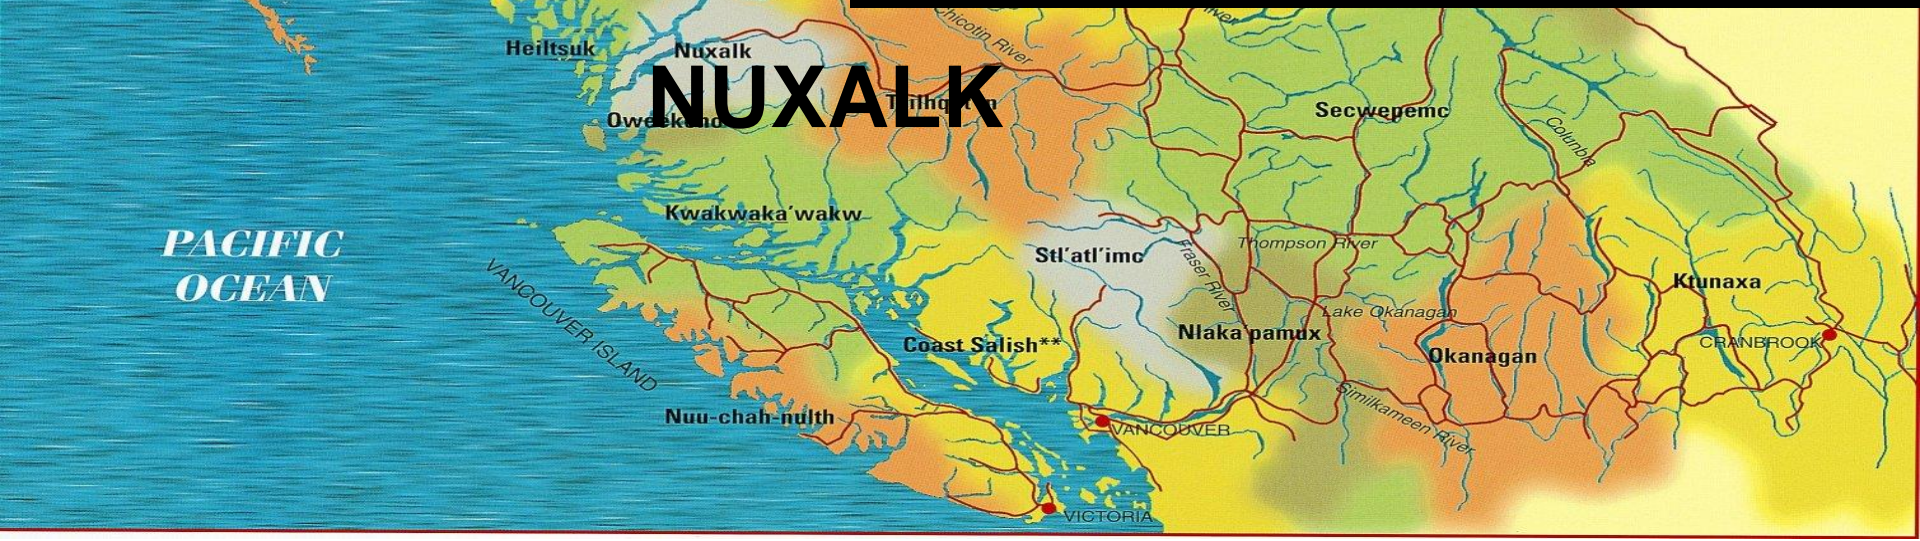 Chicotin River
River
Heiltsuk
Nuxalk
NUXALK
Secwepemc
Columbia
Kwakwaka'wakw
PACIFIC
OCEAN
Stl'atl'imc
Thompson River
Fraser River
VANCOUVER ISLAND
Ktunaxa
Lake Okanagan
Nlaka'pamux
Coast Salish**
CRANBROOK
Okanagan
Similkameen River
Nuu-chah-nulth
VANCOUVER
VICTORIA